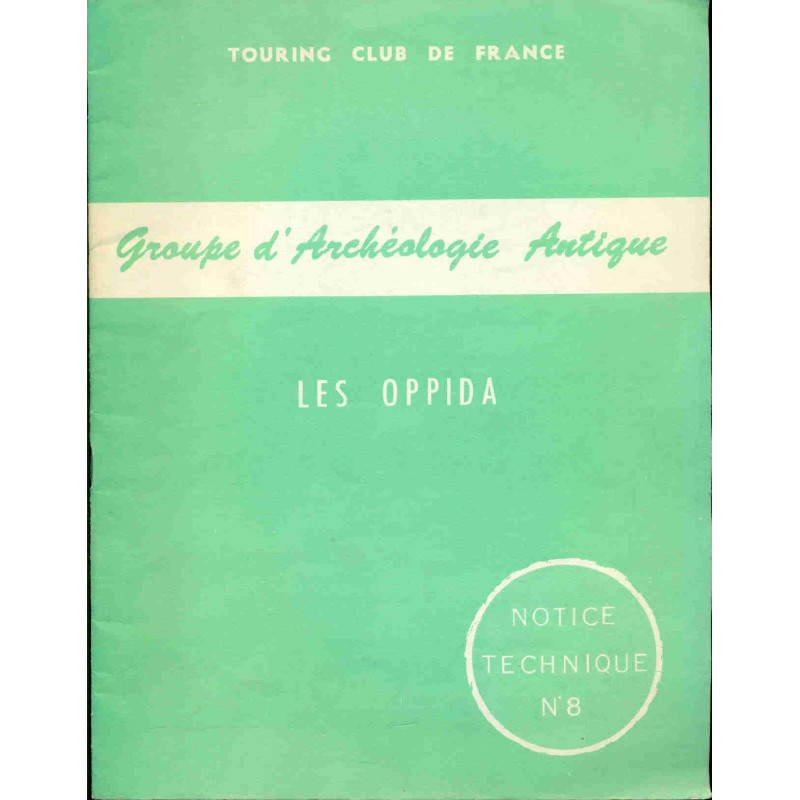 TOURING CLUB DE FRANCE
Groupe d'Archéologie Antique
LES OPPIDA
NOTICE
TECHNIQUE
N°8